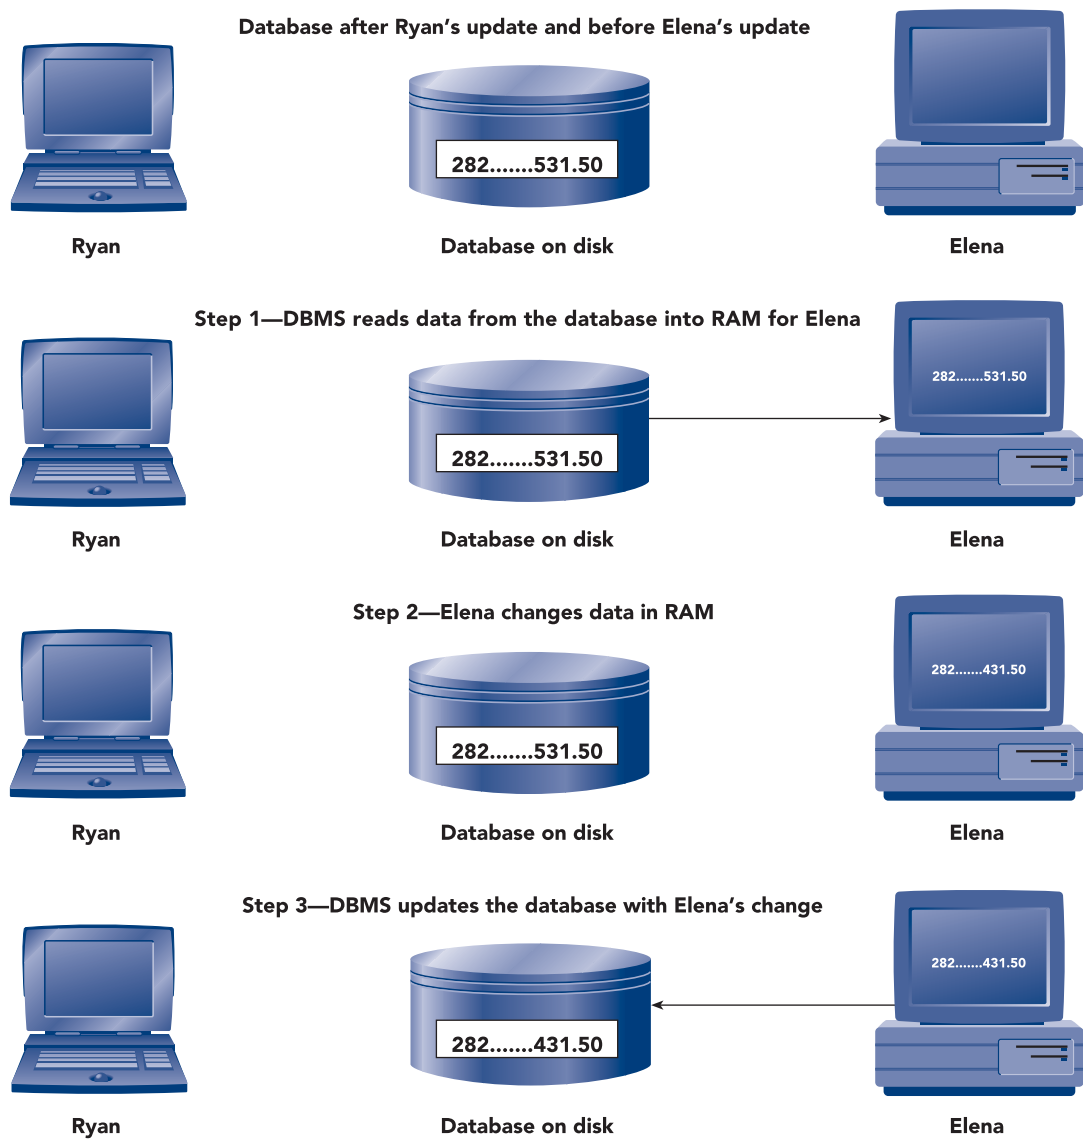 Database after Ryan’s update and before Elena’s update
282.......531.50
Ryan
Database on disk
Elena
Step 1—DBMS reads data from the database into RAM for Elena
282.......531.50
282.......531.50
Ryan
Database on disk
Elena
Step 2—Elena changes data in RAM
282.......431.50
282.......531.50
Ryan
Database on disk
Elena
Step 3—DBMS updates the database with Elena’s change
282.......431.50
282.......431.50
Ryan
Database on disk
Elena